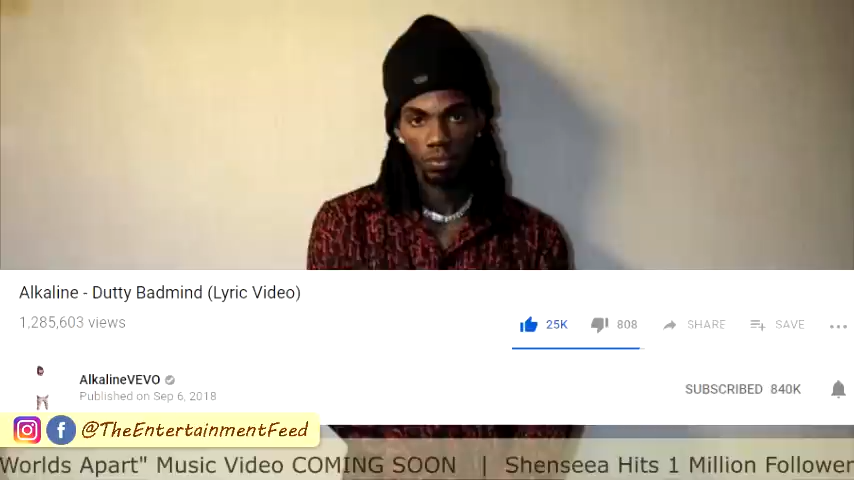 Alkaline - Dutty Badmind (Lyric Video)
1,285,603 views
25K 808 SHARE SAVE
AlkalineVEVO
Published on Sep 6, 2018
SUBSCRIBED 840K
@TheEntertainmentFeed
Worlds Apart" Music Video COMING SOON | Shenseea Hits 1 Million Follower